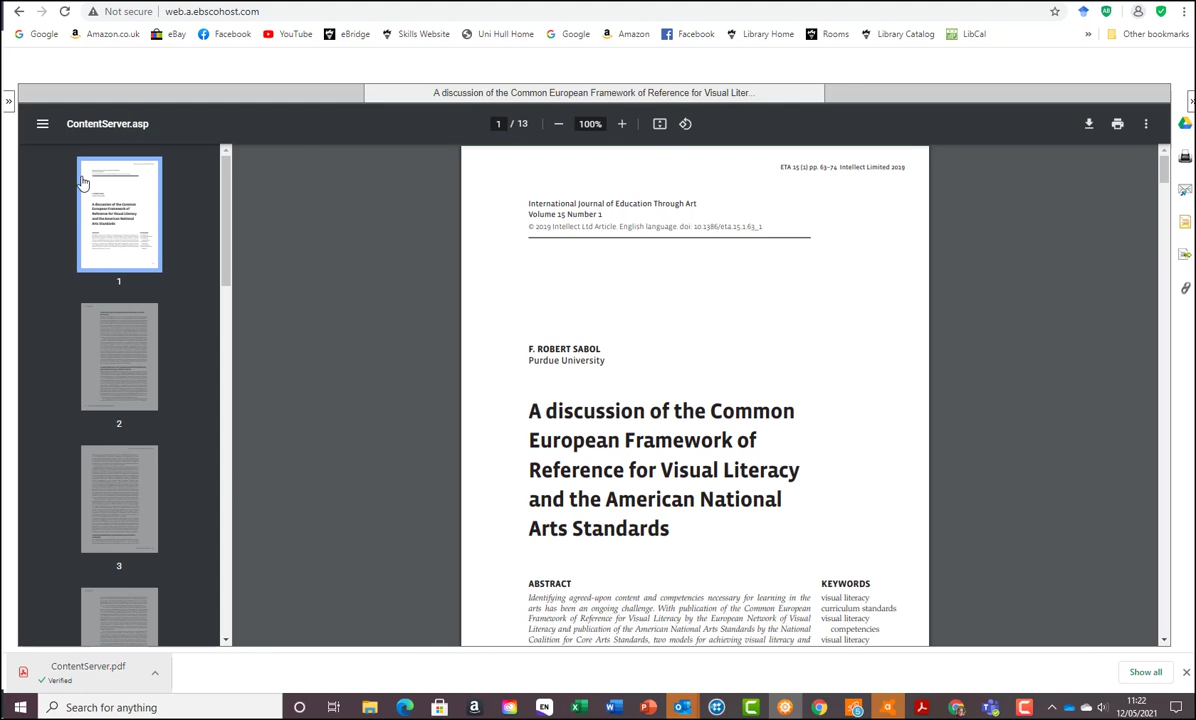 Not secure
web.a.ebscohost.com
Google
Amazon.co.uk
eBay
Facebook
YouTube
eBridge
Skills Website
Uni Hull Home
Google
Amazon
Facebook
Library Home
Rooms
Library Catalog
LibCal
»
Other bookmarks
A discussion of the Common European Framework of Reference for Visual Liter...
ContentServer.asp
1 / 13
100%
1
2
3
ETA 15 (1) pp. 63–74 Intellect Limited 2019
International Journal of Education Through Art
Volume 15 Number 1
© 2019 Intellect Ltd Article. English language. doi: 10.1386/eta.15.1.63_1
F. ROBERT SABOL
Purdue University
A discussion of the Common
European Framework of
Reference for Visual Literacy
and the American National
Arts Standards
ABSTRACT
Identifying agreed-upon content and competencies necessary for learning in the
arts has been an ongoing challenge. With publication of the Common European
Framework of Reference for Visual Literacy by the European Network of Visual
Literacy and publication of the American National Arts Standards by the National
Coalition for Core Arts Standards, two models for achieving visual literacy and
KEYWORDS
visual literacy
curriculum standards
visual literacy
competencies
visual literacy
ContentServer.pdf
Verified
Show all
Search for anything
EN
11:22
12/05/2021